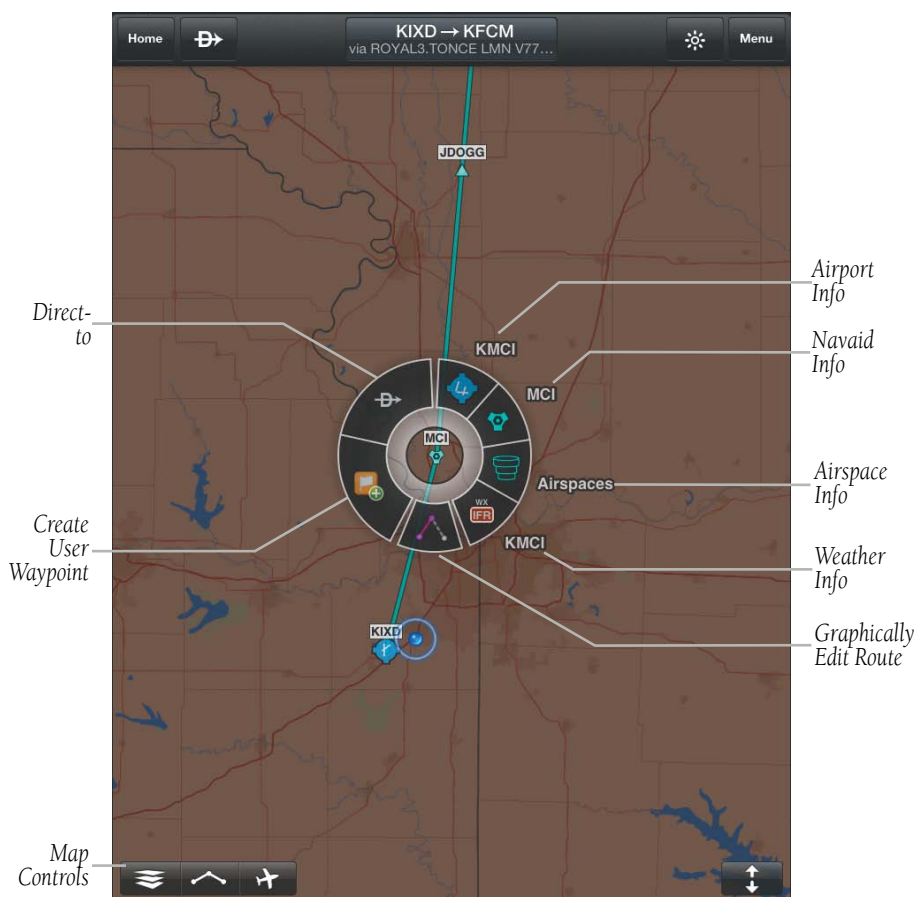 Home
KIXD → KFCM
via ROYAL3.TONCE LMN V77...
Menu
JDOGG
Airport
Info
Direct-
to
KMCI
Navaid
Info
MCI
MCI
Airspaces
Airspace
Info
WX
IFR
Create
User
Waypoint
KMCI
Weather
Info
KIXD
Graphically
Edit Route
Map
Controls